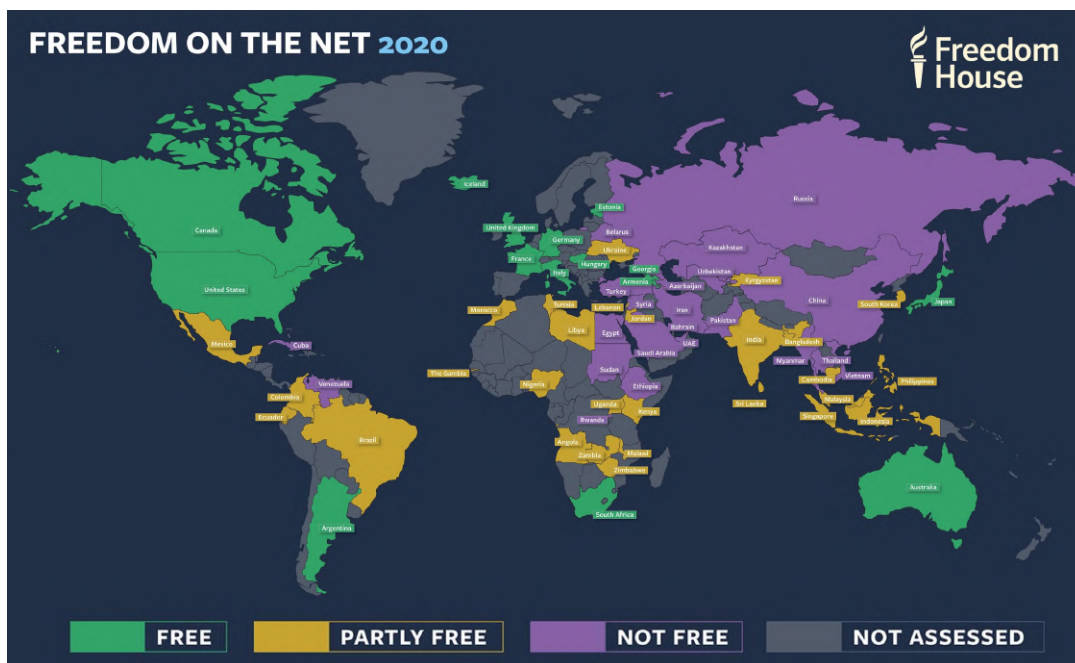 FREEDOM ON THE NET 2020
Freedom
House
Iceland
Canada
United States
Mexico
Cuba
Venezuela
Colombia
Ecuador
Brazil
Argentina
Estonia
United Kingdom
Germany
Belarus
Ukraine
France
Italy
Hungary
Georgia
Armenia
Turkey
Azerbaijan
Russia
Kazakhstan
Uzbekistan
Kyrgyzstan
China
South Korea
Japan
Morocco
Tunisia
Lebanon
Syria
Jordan
Iran
Pakistan
Libya
Egypt
Bahrain
UAE
Saudi Arabia
India
Bangladesh
Myanmar
Thailand
Vietnam
Cambodia
Philippines
The Gambia
Nigeria
Sudan
Ethiopia
Uganda
Kenya
Rwanda
Sri Lanka
Malaysia
Singapore
Indonesia
Angola
Zambia
Malawi
Zimbabwe
South Africa
Australia
FREE
PARTLY FREE
NOT FREE
NOT ASSESSED